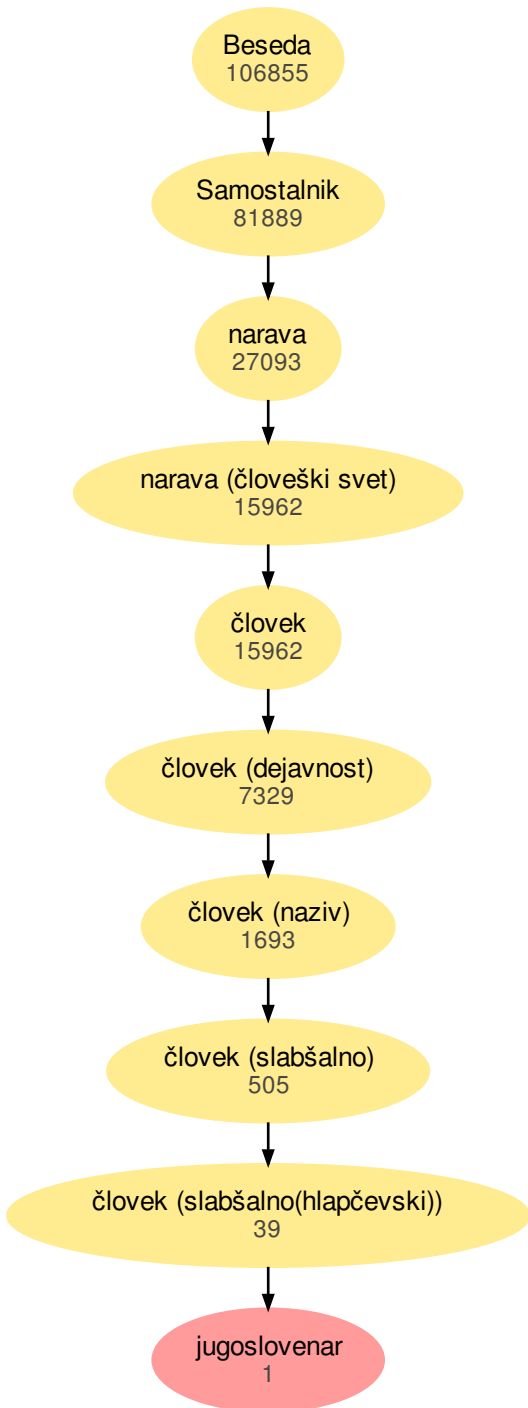 Beseda
106855
Samostalnik
81889
narava
27093
narava (človeški svet)
15962
človek
15962
človek (dejavnost)
7329
človek (naziv)
1693
človek (slabšalno)
505
človek (slabšalno(hlapčevski))
39
jugoslovenar
1